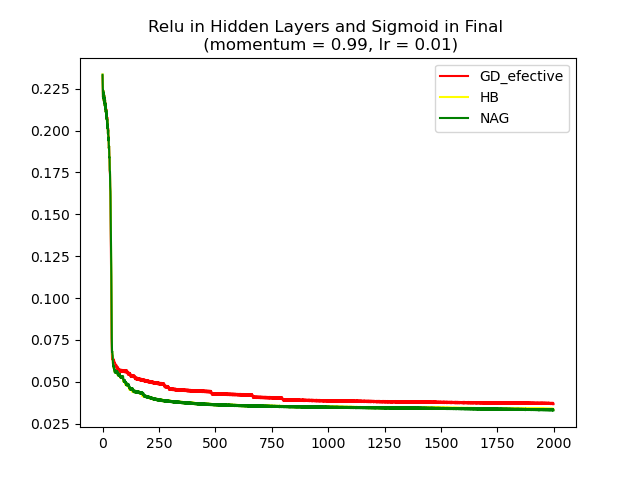 Relu in Hidden Layers and Sigmoid in Final
(momentum = 0.99, lr = 0.01)
GD_efective
HB
NAG
0.225
0.200
0.175
0.150
0.125
0.100
0.075
0.050
0.025
0 250 500 750 1000 1250 1500 1750 2000